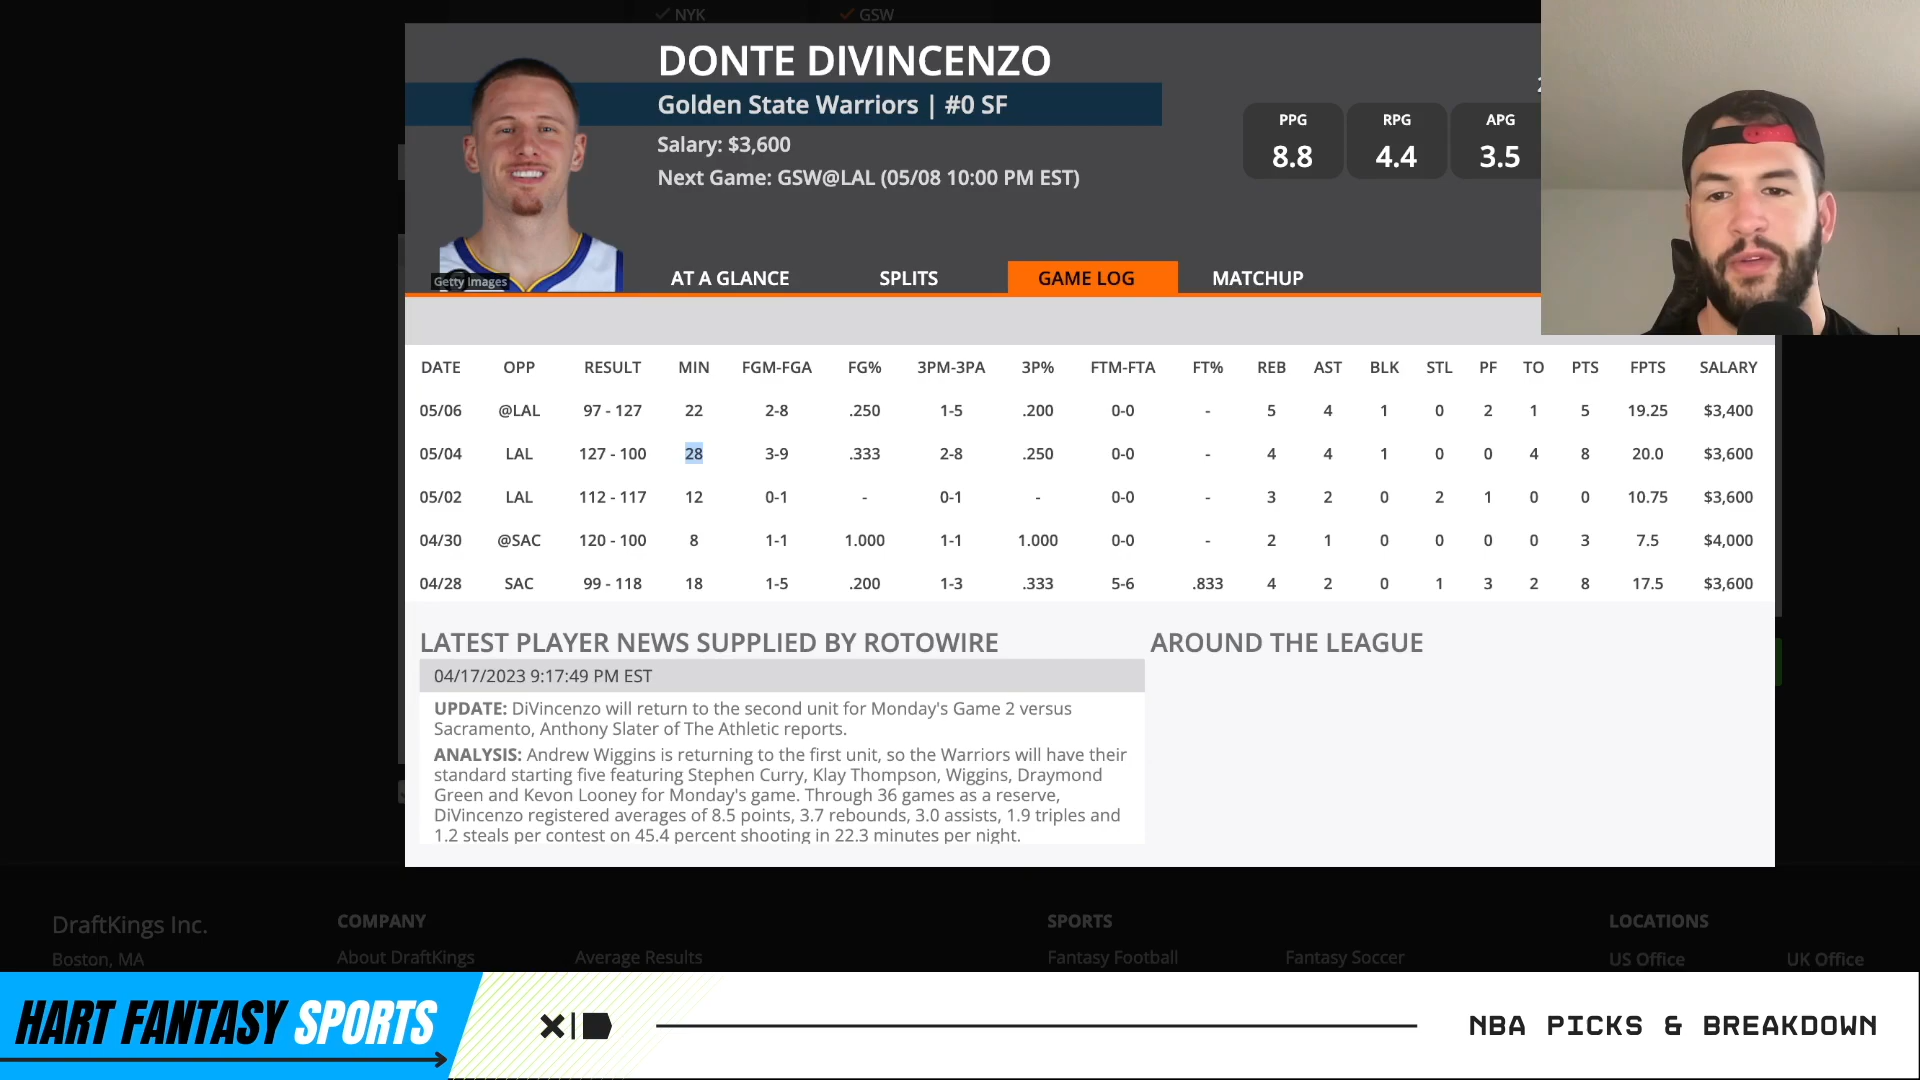 NYK GSW
DONTE DIVINCENZO
Golden State Warriors | #0 SF
Salary: $3,600
Next Game: GSW@LAL (05/08 10:00 PM EST)
PPG RPG APG
8.8 4.4 3.5
Getty Images
AT A GLANCE SPLITS GAME LOG MATCHUP
DATE OPP RESULT MIN FGM-FGA FG% 3PM-3PA 3P% FTM-FTA FT% REB AST BLK STL PF TO PTS FPTS SALARY
05/06 @LAL 97 - 127 22 2-8 .250 1-5 .200 0-0 - 5 4 1 0 2 1 5 19.25 $3,400
05/04 LAL 127 - 100 28 3-9 .333 2-8 .250 0-0 - 4 4 1 0 0 4 8 20.0 $3,600
05/02 LAL 112 - 117 12 0-1 - 0-1 - 0-0 - 3 2 0 2 1 0 0 10.75 $3,600
04/30 @SAC 120 - 100 8 1-1 1.000 1-1 1.000 0-0 - 2 1 0 0 0 0 3 7.5 $4,000
04/28 SAC 99 - 118 18 1-5 .200 1-3 .333 5-6 .833 4 2 0 1 3 2 8 17.5 $3,600
LATEST PLAYER NEWS SUPPLIED BY ROTOWIRE
04/17/2023 9:17:49 PM EST
UPDATE: DiVincenzo will return to the second unit for Monday's Game 2 versus
Sacramento, Anthony Slater of The Athletic reports.
ANALYSIS: Andrew Wiggins is returning to the first unit, so the Warriors will have their
standard starting five featuring Stephen Curry, Klay Thompson, Wiggins, Draymond
Green and Kevon Looney for Monday's game. Through 36 games as a reserve,
DiVincenzo registered averages of 8.5 points, 3.7 rebounds, 3.0 assists, 1.9 triples and
1.2 steals per contest on 45.4 percent shooting in 22.3 minutes per night.
AROUND THE LEAGUE
DraftKings Inc.
Boston, MA
COMPANY
About DraftKings Average Results
SPORTS
Fantasy Football Fantasy Soccer
LOCATIONS
US Office UK Office
HART FANTASY SPORTS
NBA PICKS & BREAKDOWN